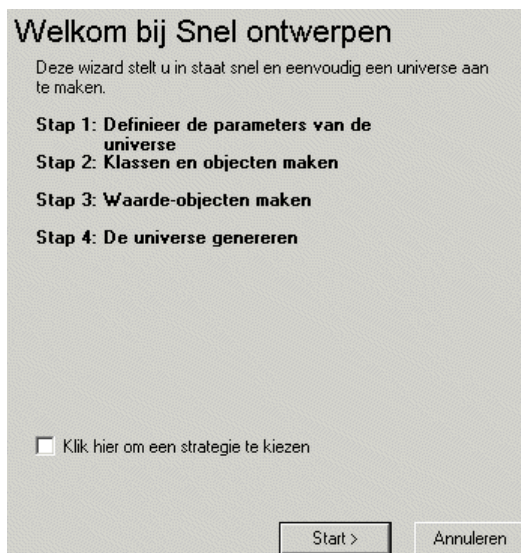 Welkom bij Snel ontwerpen
Deze wizard stelt u in staat snel en eenvoudig een universe aan
te maken.
Stap 1: Definieer de parameters van de
universe
Stap 2: Klassen en objecten maken
Stap 3: Waarde-objecten maken
Stap 4: De universe genereren
Klik hier om een strategie te kiezen
Start >
Annuleren